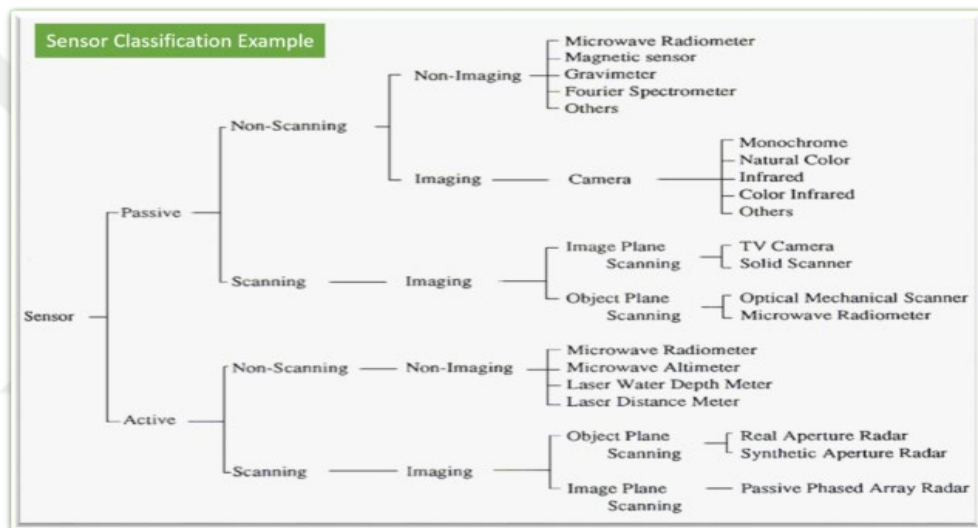 Sensor Classification Example
Microwave Radiometer
Magnetic sensor
Non-Imaging
Gravimeter
Fourier Spectrometer
Others
Non-Scanning
Monochrome
Natural Color
Imaging
Camera
Infrared
Color Infrared
Others
Passive
Image Plane
Scanning
TV Camera
Solid Scanner
Scanning
Imaging
Object Plane
Scanning
Optical Mechanical Scanner
Microwave Radiometer
Sensor
Microwave Radiometer
Non-Scanning
Non-Imaging
Microwave Altimeter
Laser Water Depth Meter
Laser Distance Meter
Active
Object Plane
Scanning
Real Aperture Radar
Synthetic Aperture Radar
Scanning
Imaging
Image Plane
Scanning
Passive Phased Array Radar